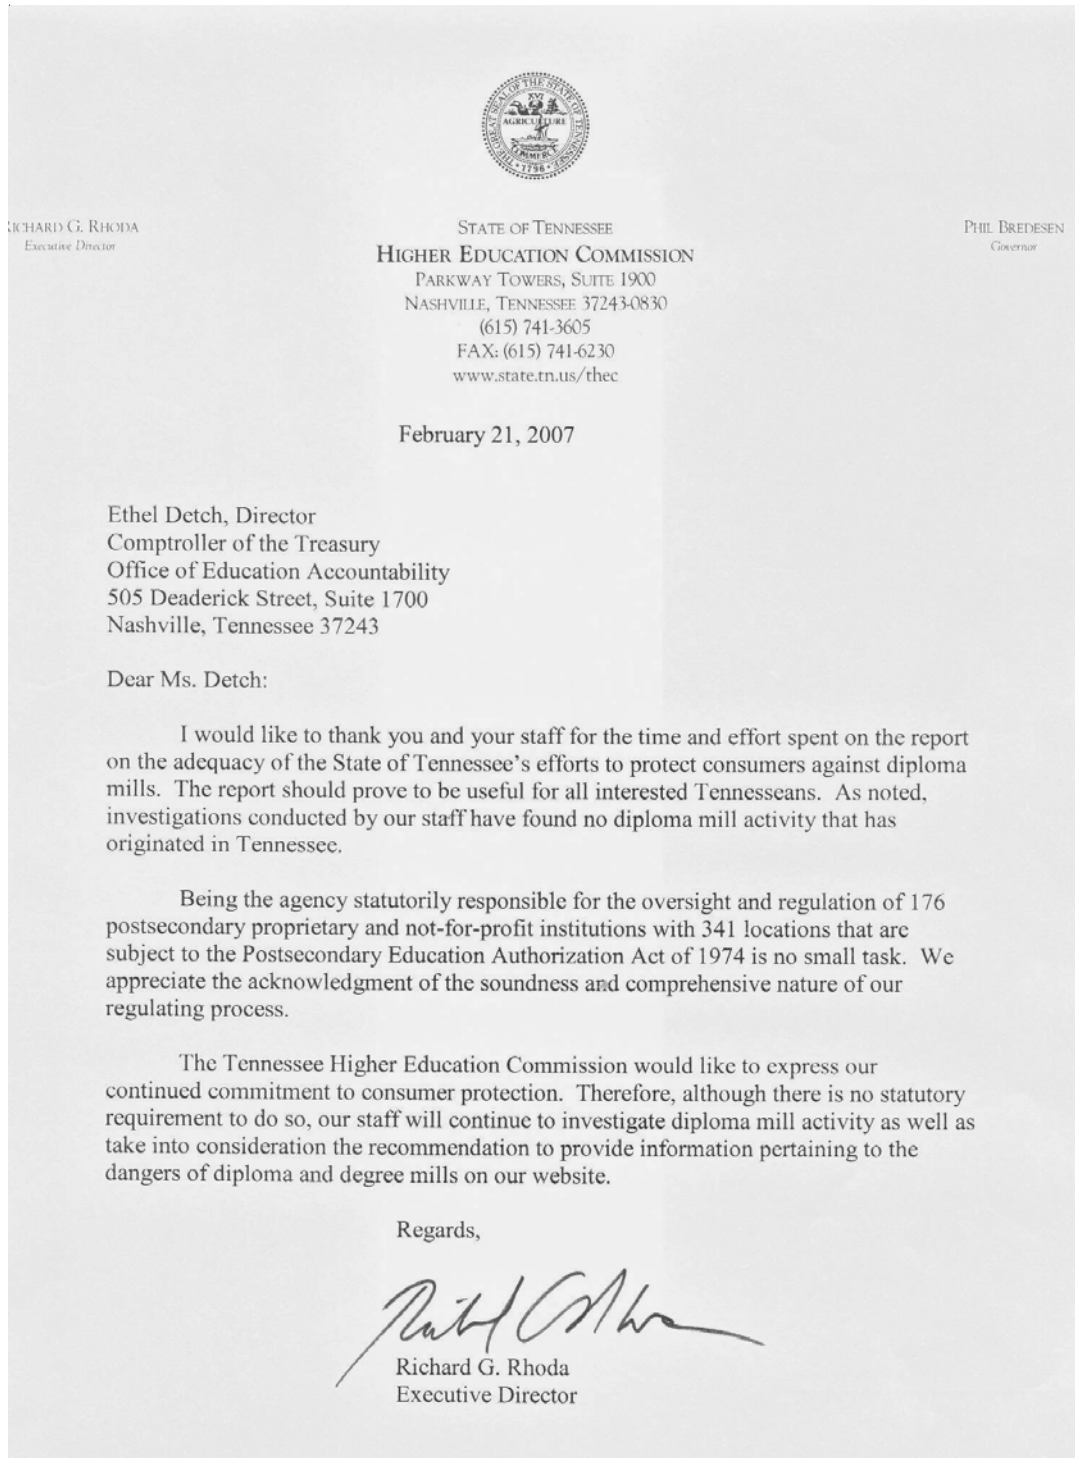 THE GREAT SEAL OF THE STATE OF TENNESSEE
XVI
AGRICULTURE
COMMERCE
1796
RICHARD G. RHODA
Executive Director
STATE OF TENNESSEE
HIGHER EDUCATION COMMISSION
PARKWAY TOWERS, SUITE 1900
NASHVILLE, TENNESSEE 37243-0830
(615) 741-3605
FAX: (615) 741-6230
www.state.tn.us/thec
PHIL BREDESEN
Governor
February 21, 2007
Ethel Detch, Director
Comptroller of the Treasury
Office of Education Accountability
505 Deaderick Street, Suite 1700
Nashville, Tennessee 37243
Dear Ms. Detch:
I would like to thank you and your staff for the time and effort spent on the report
on the adequacy of the State of Tennessee's efforts to protect consumers against diploma
mills.  The report should prove to be useful for all interested Tennesseans.  As noted,
investigations conducted by our staff have found no diploma mill activity that has
originated in Tennessee.
Being the agency statutorily responsible for the oversight and regulation of 176
postsecondary proprietary and not-for-profit institutions with 341 locations that are
subject to the Postsecondary Education Authorization Act of 1974 is no small task.  We
appreciate the acknowledgment of the soundness and comprehensive nature of our
regulating process.
The Tennessee Higher Education Commission would like to express our
continued commitment to consumer protection.  Therefore, although there is no statutory
requirement to do so, our staff will continue to investigate diploma mill activity as well as
take into consideration the recommendation to provide information pertaining to the
dangers of diploma and degree mills on our website.
Regards,
Richard G. Rhoda
Executive Director